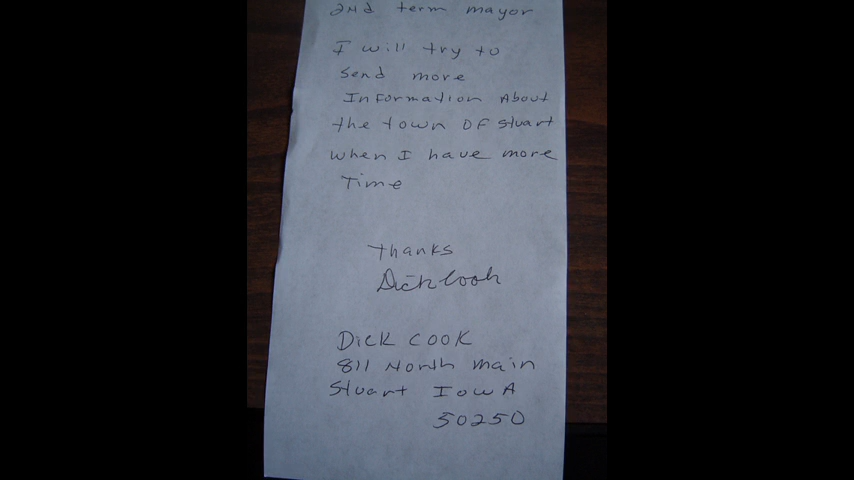 2nd term mayor
I will try to
send more
InFormation About
the town OF Stuart
when I have more
Time
Thanks
Dick Cook
Dick Cook
811 North main
Stuart Iowa
50250